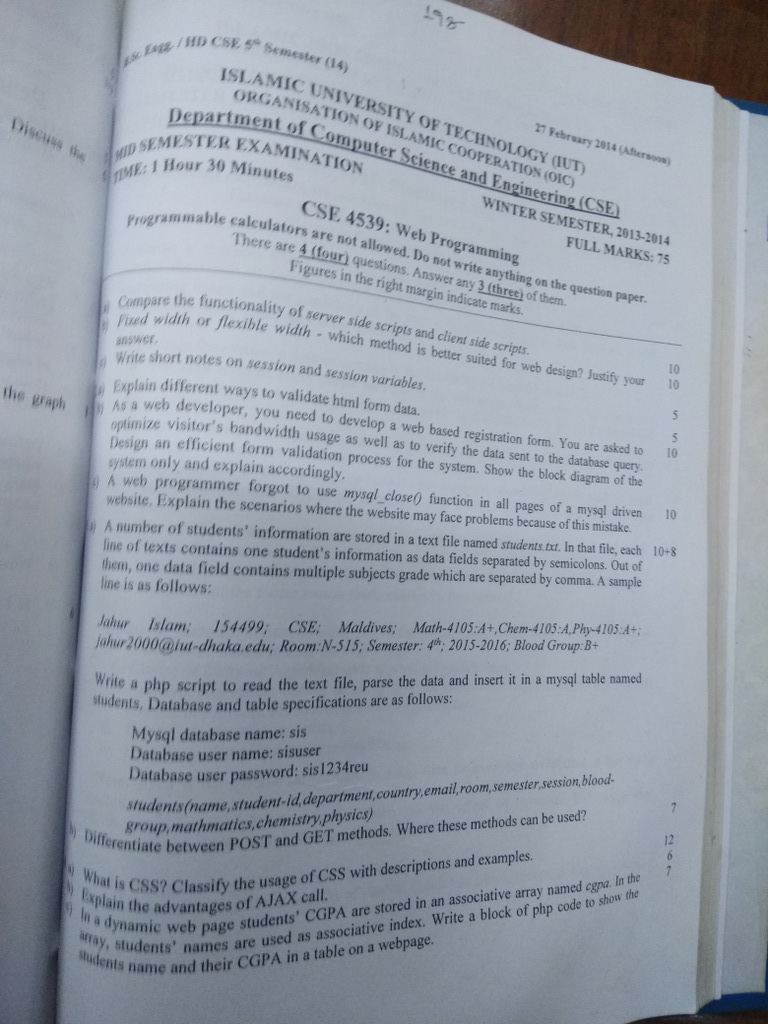 198
B.Sc. Engg. / HD CSE 5th Semester (14)
27 February 2014 (Afternoon)
ISLAMIC UNIVERSITY OF TECHNOLOGY (IUT)
ORGANISATION OF ISLAMIC COOPERATION (OIC)
Department of Computer Science and Engineering (CSE)
MID SEMESTER EXAMINATION WINTER SEMESTER, 2013-2014
TIME: 1 Hour 30 Minutes FULL MARKS: 75
CSE 4539: Web Programming
Programmable calculators are not allowed. Do not write anything on the question paper.
There are 4 (four) questions. Answer any 3 (three) of them.
Figures in the right margin indicate marks.
a) Compare the functionality of server side scripts and client side scripts. 10
b) Fixed width or flexible width - which method is better suited for web design? Justify your 10
answer.
c) Write short notes on session and session variables. 5
a) Explain different ways to validate html form data. 5
b) As a web developer, you need to develop a web based registration form. You are asked to 10
optimize visitor's bandwidth usage as well as to verify the data sent to the database query.
Design an efficient form validation process for the system. Show the block diagram of the
system only and explain accordingly.
c) A web programmer forgot to use mysql_close() function in all pages of a mysql driven 10
website. Explain the scenarios where the website may face problems because of this mistake.
a) A number of students' information are stored in a text file named students.txt. In that file, each 10+8
line of texts contains one student's information as data fields separated by semicolons. Out of
them, one data field contains multiple subjects grade which are separated by comma. A sample
line is as follows:
Jahur Islam; 154499; CSE; Maldives; Math-4105:A+,Chem-4105:A,Phy-4105:A+;
jahur2000@iut-dhaka.edu; Room:N-515; Semester: 4th; 2015-2016; Blood Group:B+
Write a php script to read the text file, parse the data and insert it in a mysql table named
students. Database and table specifications are as follows:
Mysql database name: sis
Database user name: sisuser
Database user password: sis1234reu
students(name,student-id,department,country,email,room,semester,session,blood-
group,mathmatics,chemistry,physics)
b) Differentiate between POST and GET methods. Where these methods can be used? 7
a) What is CSS? Classify the usage of CSS with descriptions and examples. 12
b) Explain the advantages of AJAX call. 6
c) In a dynamic web page students' CGPA are stored in an associative array named cgpa. In the 7
array, students' names are used as associative index. Write a block of php code to show the
students name and their CGPA in a table on a webpage.
Discuss the
the graph